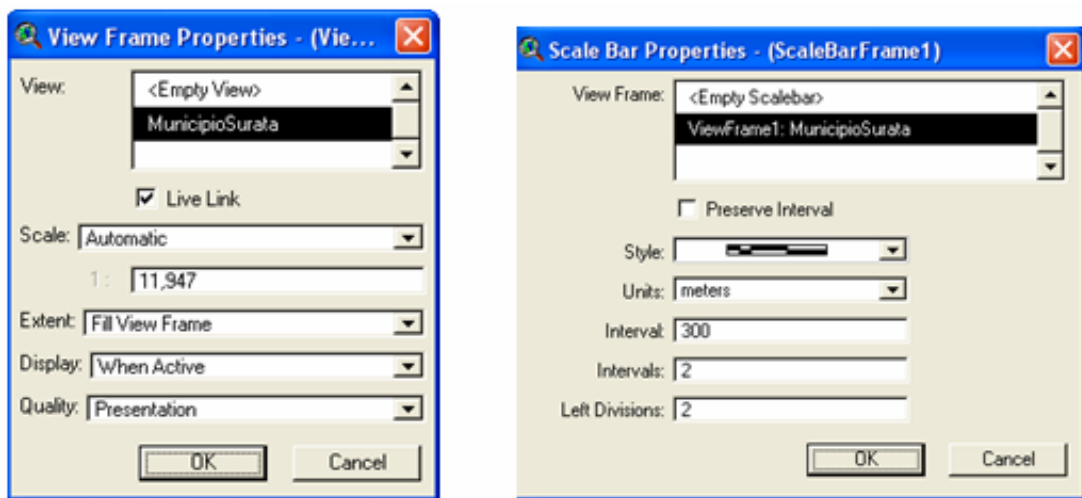 View Frame Properties - (Vie...
View:
<Empty View>
MunicipioSurata
Live Link
Scale: Automatic
1 : 11,947
Extent: Fill View Frame
Display: When Active
Quality: Presentation
OK Cancel
Scale Bar Properties - (ScaleBarFrame1)
View Frame: <Empty Scalebar>
ViewFrame1: MunicipioSurata
Preserve Interval
Style:
Units: meters
Interval: 300
Intervals: 2
Left Divisions: 2
OK Cancel